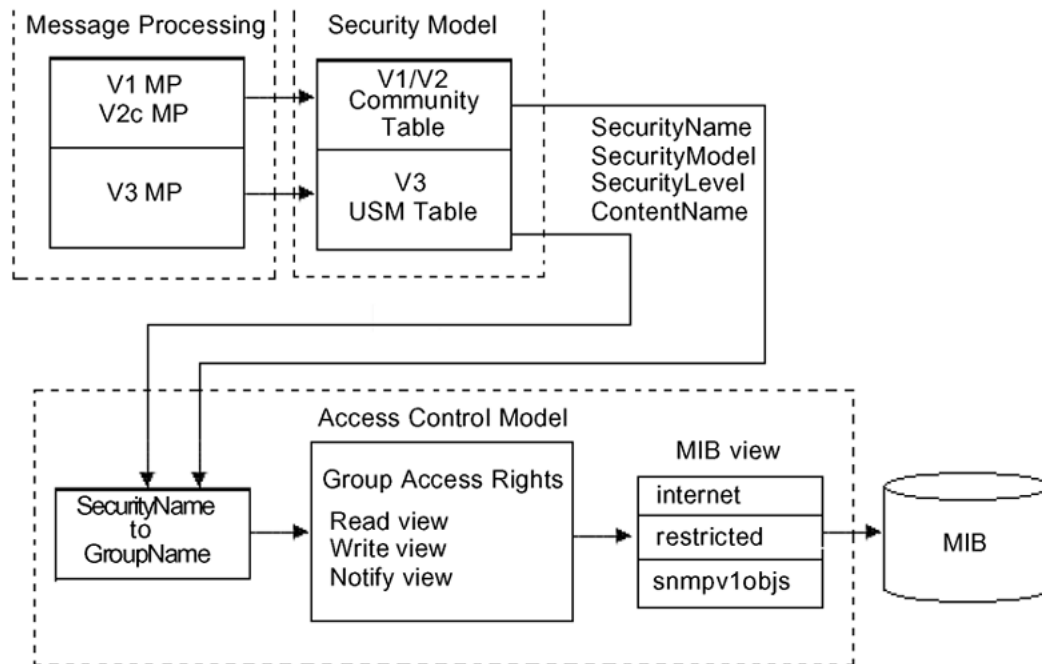 Message Processing
V1 MP
V2c MP
V3 MP
Security Model
V1/V2
Community
Table
V3
USM Table
SecurityName
SecurityModel
SecurityLevel
ContentName
Access Control Model
SecurityName
to
GroupName
Group Access Rights
Read view
Write view
Notify view
MIB view
internet
restricted
snmpv1objs
MIB